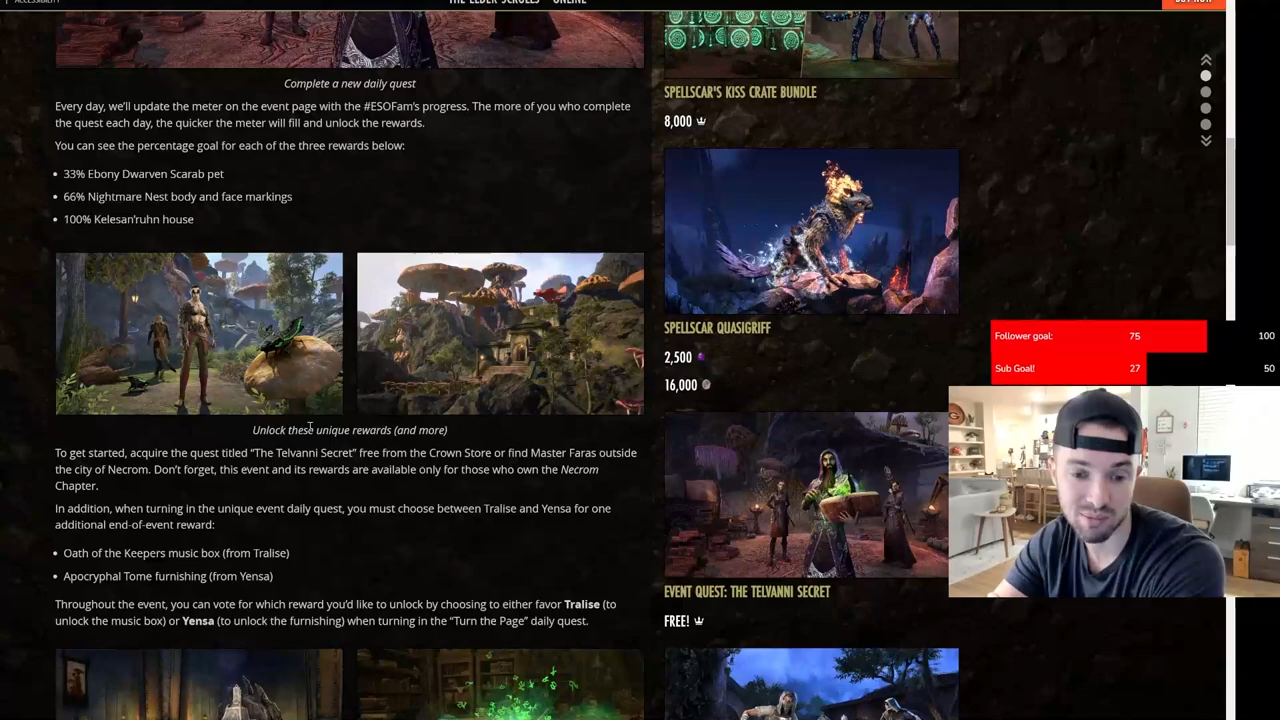 ACCESSIBILITY
THE ELDER SCROLLS ONLINE
BUY NOW
Complete a new daily quest
Every day, we'll update the meter on the event page with the #ESOFam's progress. The more of you who complete
the quest each day, the quicker the meter will fill and unlock the rewards.
You can see the percentage goal for each of the three rewards below:
• 33% Ebony Dwarven Scarab pet
• 66% Nightmare Nest body and face markings
• 100% Kelesan'ruhn house
Unlock these unique rewards (and more)
To get started, acquire the quest titled "The Telvanni Secret" free from the Crown Store or find Master Faras outside
the city of Necrom. Don't forget, this event and its rewards are available only for those who own the Necrom
Chapter.
In addition, when turning in the unique event daily quest, you must choose between Tralise and Yensa for one
additional end-of-event reward:
• Oath of the Keepers music box (from Tralise)
• Apocryphal Tome furnishing (from Yensa)
Throughout the event, you can vote for which reward you'd like to unlock by choosing to either favor Tralise (to
unlock the music box) or Yensa (to unlock the furnishing) when turning in the "Turn the Page" daily quest.
SPELLSCAR'S KISS CRATE BUNDLE
8,000
SPELLSCAR QUASIGRIFF
2,500
16,000
EVENT QUEST: THE TELVANNI SECRET
FREE!
Follower goal: 75 100
Sub Goal! 27 50